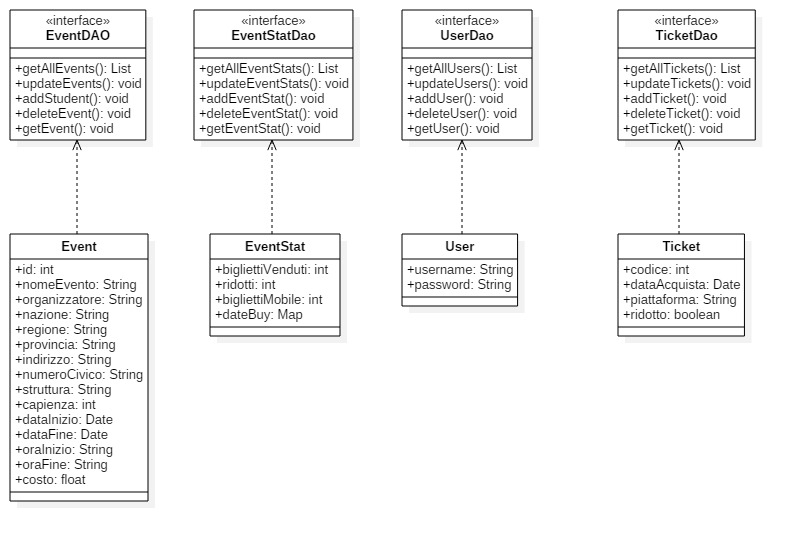 «interface»
EventDAO
+getAllEvents(): List
+updateEvents(): void
+addStudent(): void
+deleteEvent(): void
+getEvent(): void
«interface»
EventStatDao
+getAllEventStats(): List
+updateEventStats(): void
+addEventStat(): void
+deleteEventStat(): void
+getEventStat(): void
«interface»
UserDao
+getAllUsers(): List
+updateUsers(): void
+addUser(): void
+deleteUser(): void
+getUser(): void
«interface»
TicketDao
+getAllTickets(): List
+updateTickets(): void
+addTicket(): void
+deleteTicket(): void
+getTicket(): void
Event
+id: int
+nomeEvento: String
+organizzatore: String
+nazione: String
+regione: String
+provincia: String
+indirizzo: String
+numeroCivico: String
+struttura: String
+capienza: int
+dataInizio: Date
+dataFine: Date
+oraInizio: String
+oraFine: String
+costo: float
EventStat
+bigliettiVenduti: int
+ridotti: int
+bigliettiMobile: int
+dateBuy: Map
User
+username: String
+password: String
Ticket
+codice: int
+dataAcquista: Date
+piattaforma: String
+ridotto: boolean